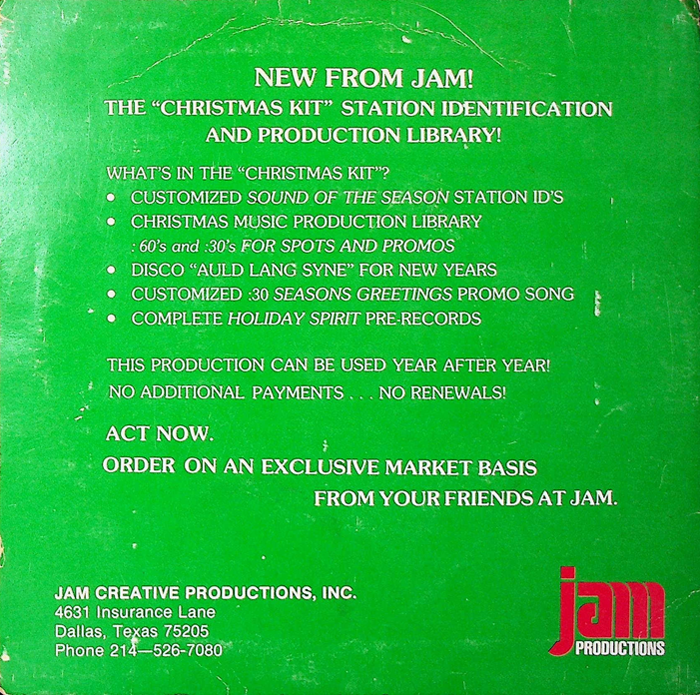 NEW FROM JAM!
THE “CHRISTMAS KIT” STATION IDENTIFICATION
AND PRODUCTION LIBRARY!
WHAT'S IN THE “CHRISTMAS KIT”?
• CUSTOMIZED SOUND OF THE SEASON STATION ID'S
• CHRISTMAS MUSIC PRODUCTION LIBRARY
: 60's and :30's FOR SPOTS AND PROMOS
• DISCO “AULD LANG SYNE” FOR NEW YEARS
• CUSTOMIZED :30 SEASONS GREETINGS PROMO SONG
• COMPLETE HOLIDAY SPIRIT PRE-RECORDS
THIS PRODUCTION CAN BE USED YEAR AFTER YEAR!
NO ADDITIONAL PAYMENTS . . . NO RENEWALS!
ACT NOW.
ORDER ON AN EXCLUSIVE MARKET BASIS
FROM YOUR FRIENDS AT JAM.
JAM CREATIVE PRODUCTIONS, INC.
4631 Insurance Lane
Dallas, Texas 75205
Phone 214—526-7080
jam
PRODUCTIONS